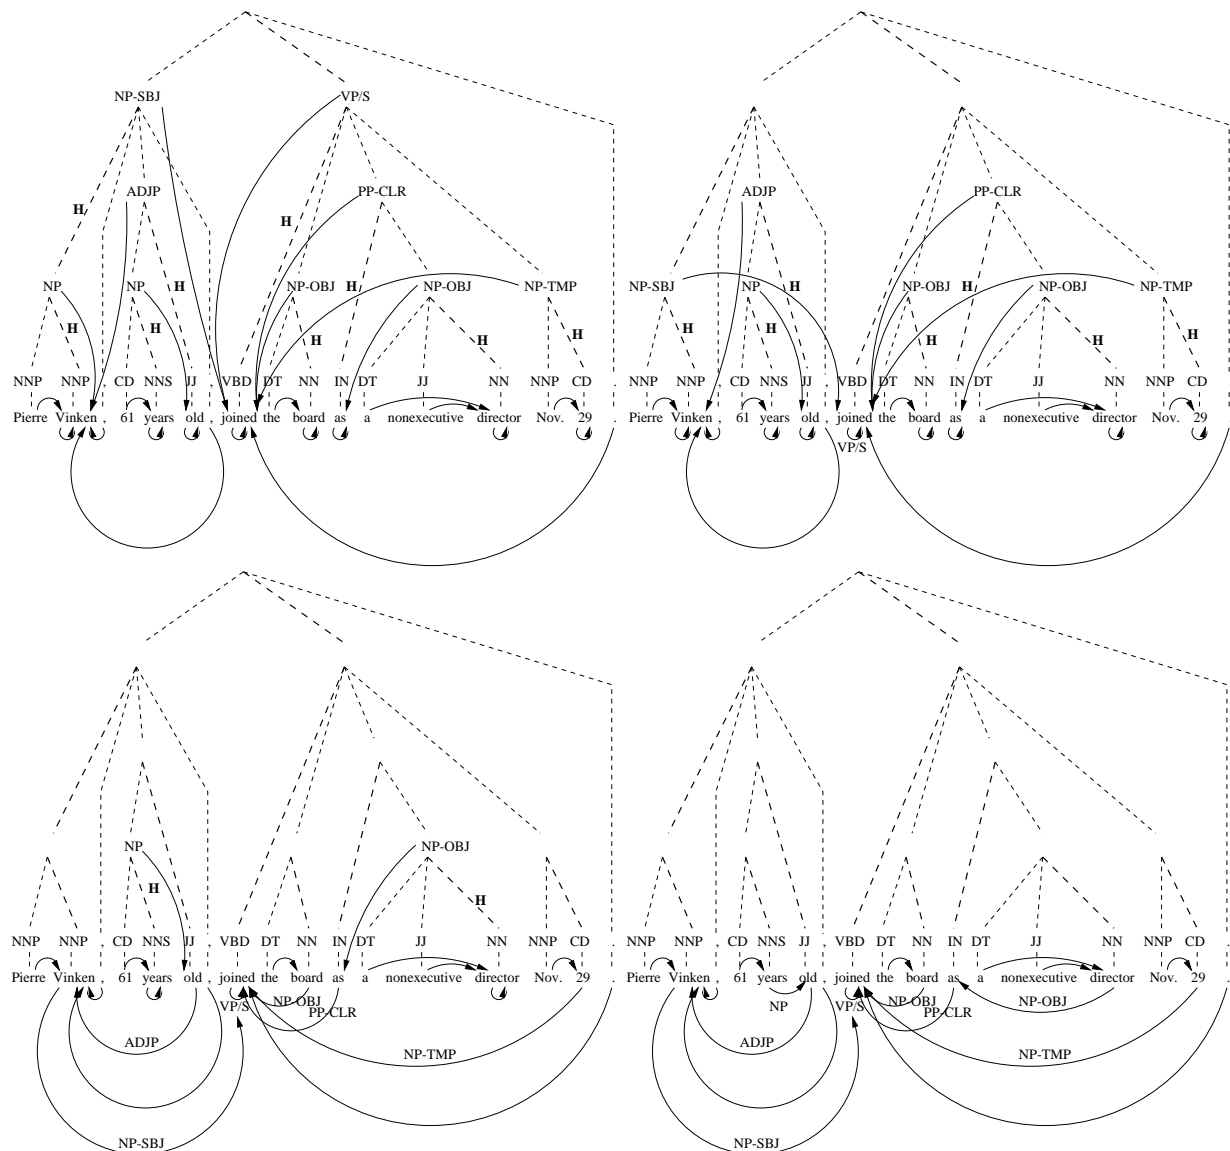 NP-SBJ VP/S
H ADJP H PP-CLR
NP NP H NP-OBJ H NP-OBJ NP-TMP
H H H H H
NNP NNP , CD NNS JJ , VBD DT NN IN DT JJ NN NNP CD .
Pierre Vinken , 61 years old , joined the board as a nonexecutive director Nov. 29 .
ADJP PP-CLR
NP-SBJ NP H NP-OBJ H NP-OBJ NP-TMP
H H H H H
NNP NNP , CD NNS JJ , VBD DT NN IN DT JJ NN NNP CD .
Pierre Vinken , 61 years old , joined the board as a nonexecutive director Nov. 29 .
VP/S
NP NP-OBJ
H H
NNP NNP , CD NNS JJ , VBD DT NN IN DT JJ NN NNP CD .
Pierre Vinken , 61 years old , joined the board as a nonexecutive director Nov. 29 .
VP/S NP-OBJ PP-CLR
ADJP NP-TMP
NP-SBJ
NNP NNP , CD NNS JJ , VBD DT NN IN DT JJ NN NNP CD .
Pierre Vinken , 61 years old , joined the board as a nonexecutive director Nov. 29 .
NP VP/S NP-OBJ PP-CLR NP-OBJ
ADJP NP-TMP
NP-SBJ